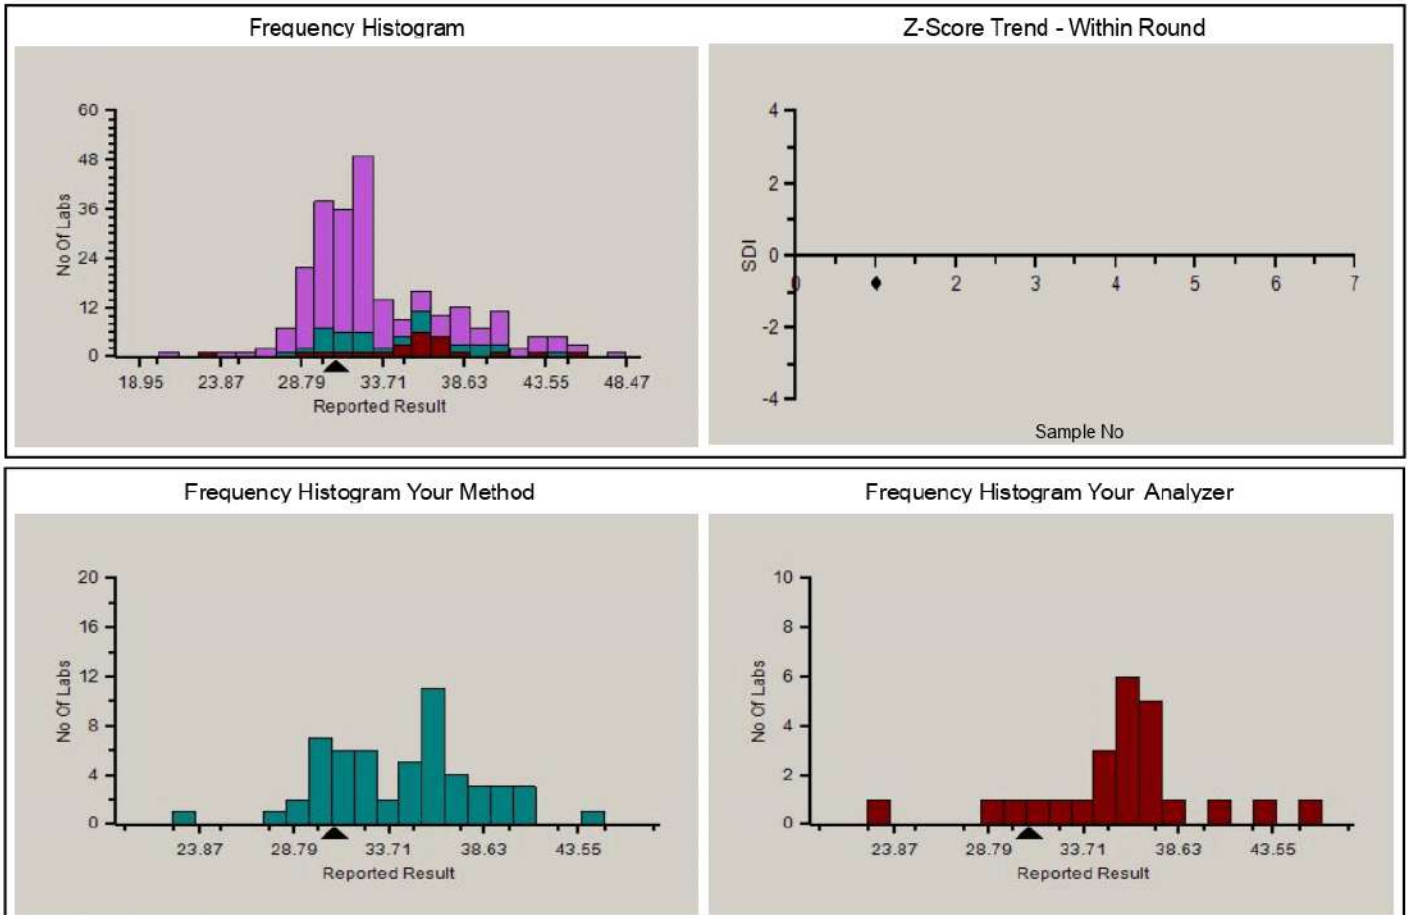 Frequency Histogram
60
48
36
24
12
0
No Of Labs
18.95 23.87 28.79 33.71 38.63 43.55 48.47
Reported Result
Z-Score Trend - Within Round
4
2
0
-2
-4
SDI
0 2 3 4 5 6 7
Sample No
Frequency Histogram Your Method
20
16
12
8
4
0
No Of Labs
23.87 28.79 33.71 38.63 43.55
Reported Result
Frequency Histogram Your Analyzer
10
8
6
4
2
0
No Of Labs
23.87 28.79 33.71 38.63 43.55
Reported Result